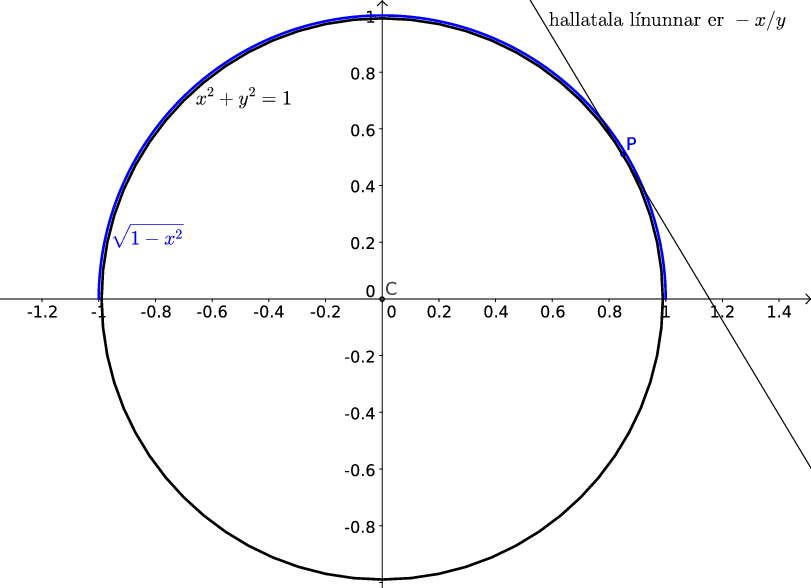 hallatala línunnar er − x/y
1
0.8
x² + y² = 1
0.6
P
0.4
√(1 − x²)
0.2
0
C
-1.2 -1 -0.8 -0.6 -0.4 -0.2 0 0.2 0.4 0.6 0.8 1 1.2 1.4
-0.2
-0.4
-0.6
-0.8